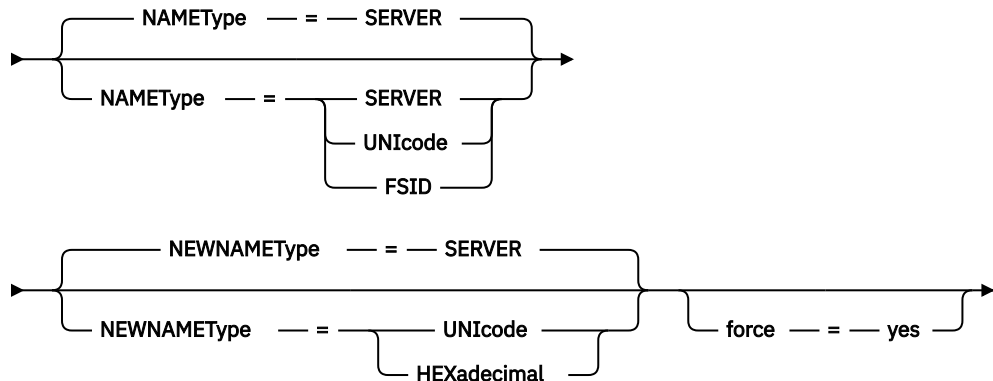 NAMEType = SERVER
NAMEType = SERVER
UNIcode
FSID
NEWNAMEType = SERVER
NEWNAMEType = UNIcode force = yes
HEXadecimal